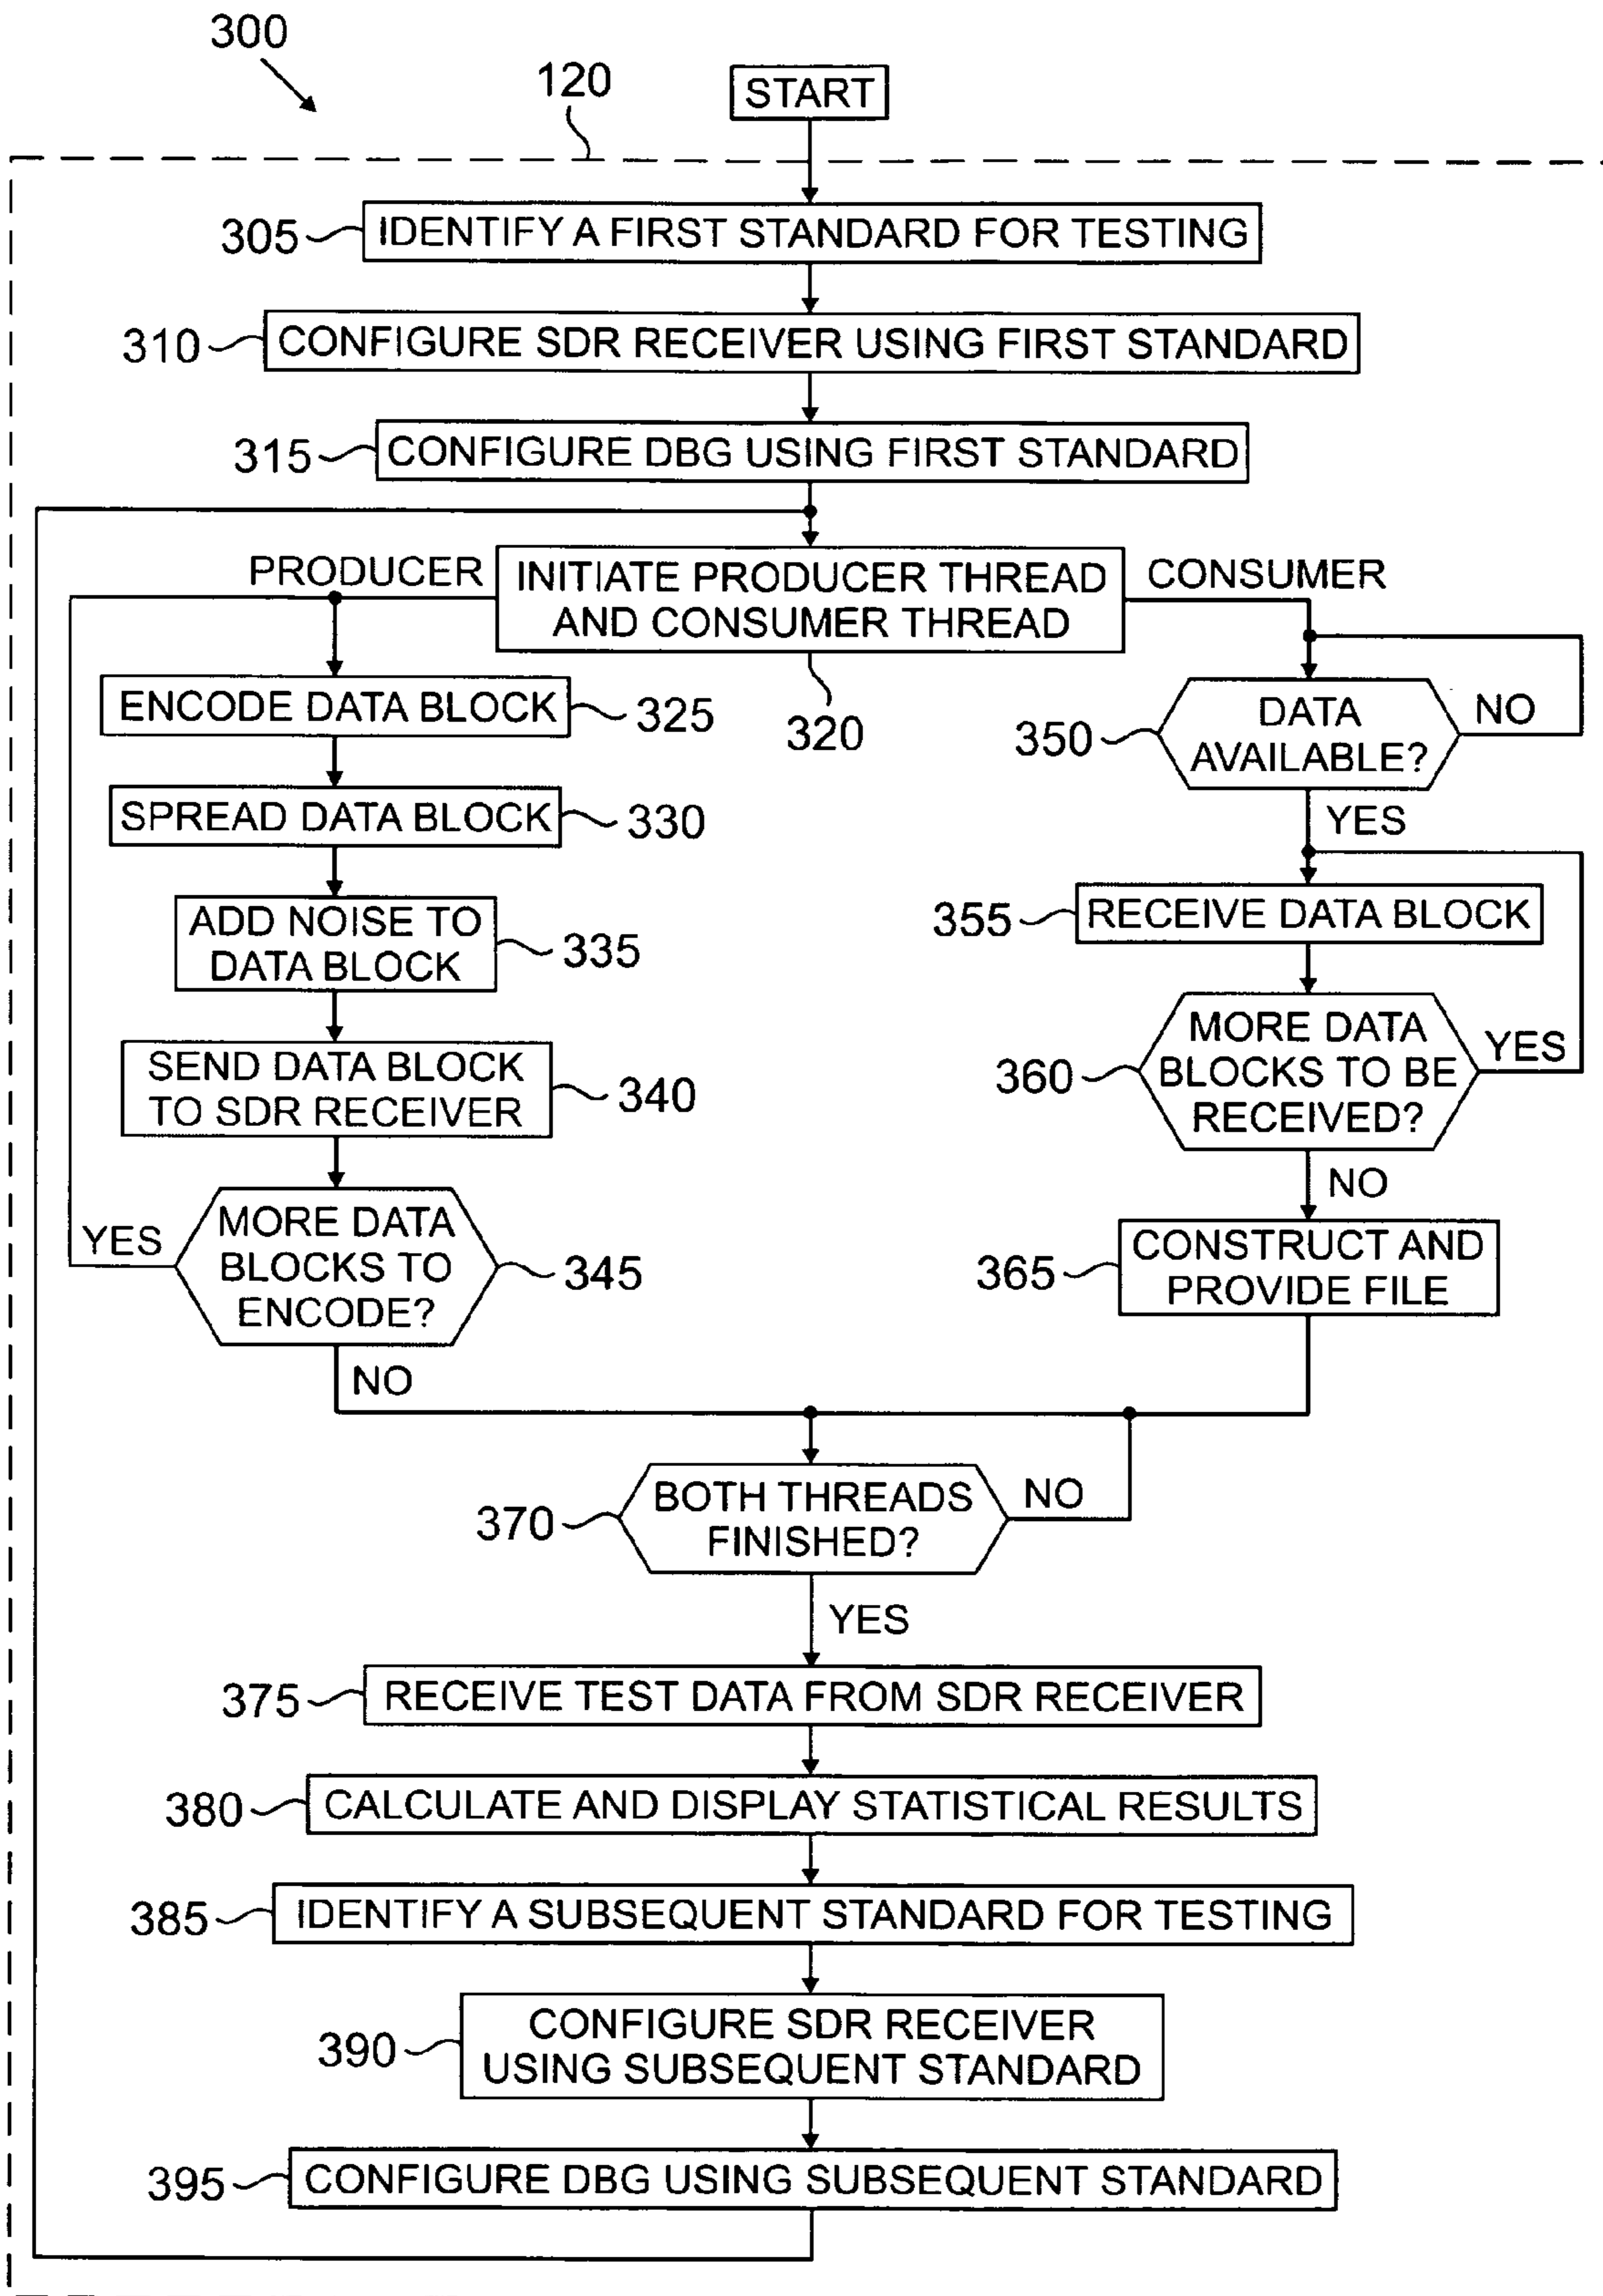 300
120
START
305
IDENTIFY A FIRST STANDARD FOR TESTING
310
CONFIGURE SDR RECEIVER USING FIRST STANDARD
315
CONFIGURE DBG USING FIRST STANDARD
PRODUCER
INITIATE PRODUCER THREAD
AND CONSUMER THREAD
CONSUMER
320
ENCODE DATA BLOCK
325
SPREAD DATA BLOCK
330
ADD NOISE TO
DATA BLOCK
335
SEND DATA BLOCK
TO SDR RECEIVER
340
YES
MORE DATA
BLOCKS TO
ENCODE?
345
NO
350
DATA
AVAILABLE?
NO
YES
355
RECEIVE DATA BLOCK
360
MORE DATA
BLOCKS TO BE
RECEIVED?
YES
NO
365
CONSTRUCT AND
PROVIDE FILE
370
BOTH THREADS
FINISHED?
NO
YES
375
RECEIVE TEST DATA FROM SDR RECEIVER
380
CALCULATE AND DISPLAY STATISTICAL RESULTS
385
IDENTIFY A SUBSEQUENT STANDARD FOR TESTING
390
CONFIGURE SDR RECEIVER
USING SUBSEQUENT STANDARD
395
CONFIGURE DBG USING SUBSEQUENT STANDARD